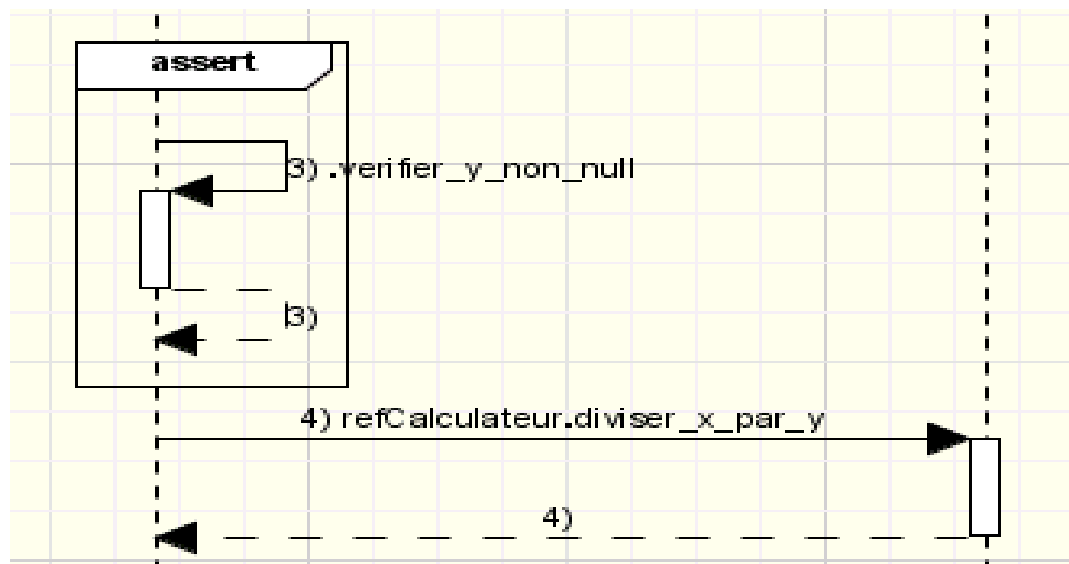 assert
3) .verifier_y_non_null
3)
4) refCalculateur.diviser_x_par_y
4)